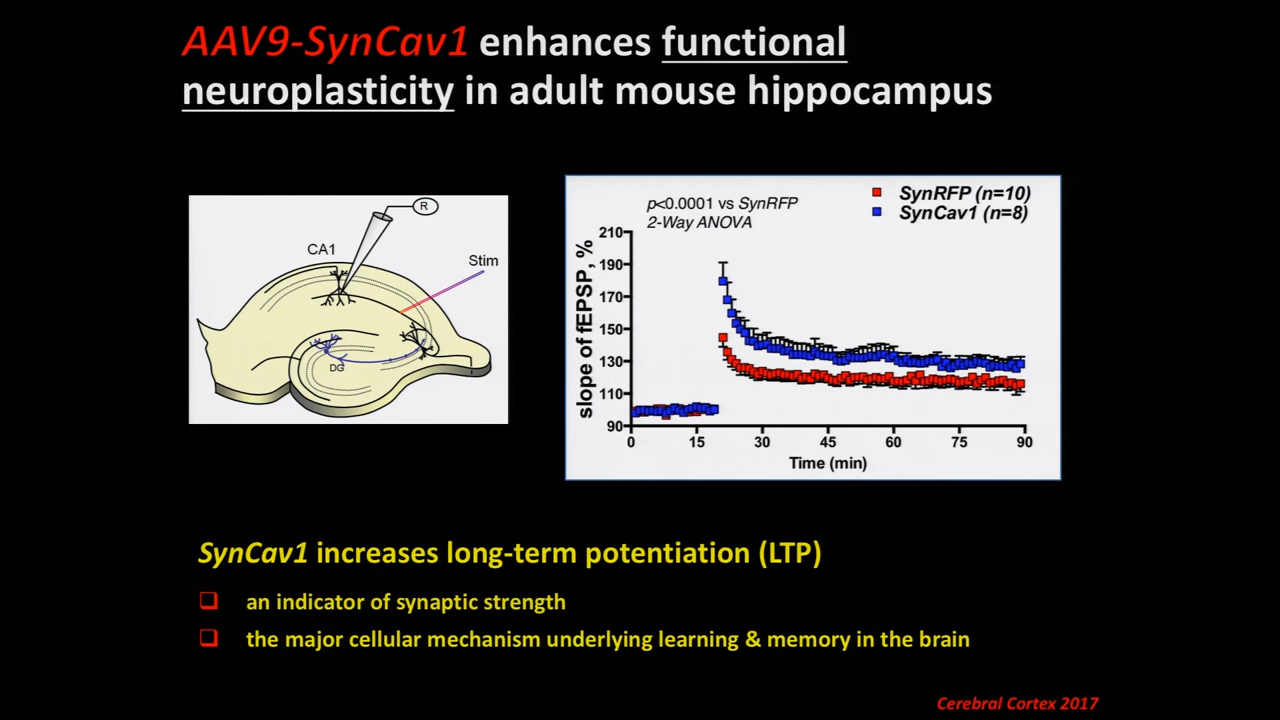 AAV9-SynCav1 enhances functional
neuroplasticity in adult mouse hippocampus
R
CA1
Stim
DG
p<0.0001 vs SynRFP
2-Way ANOVA
SynRFP (n=10)
SynCav1 (n=8)
slope of fEPSP, %
210
190
170
150
130
110
90
0 15 30 45 60 75 90
Time (min)
SynCav1 increases long-term potentiation (LTP)
an indicator of synaptic strength
the major cellular mechanism underlying learning & memory in the brain
Cerebral Cortex 2017